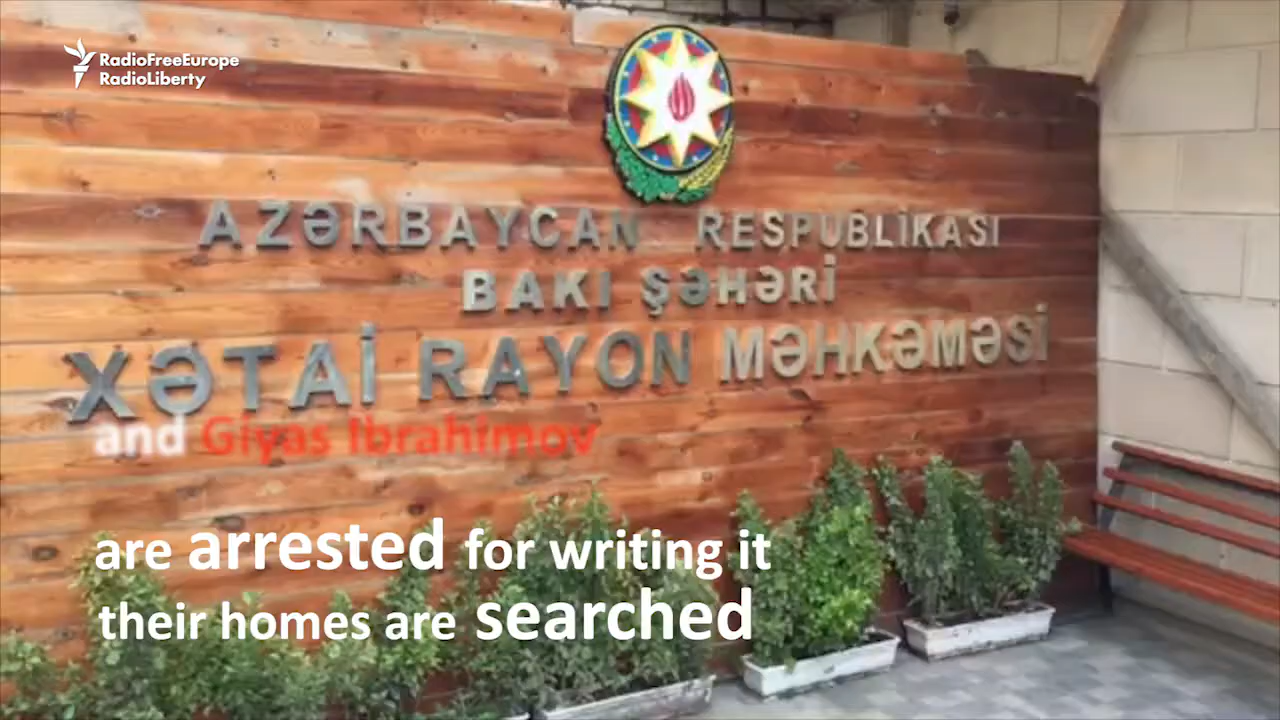 RadioFreeEurope
RadioLiberty
AZƏRBAYCAN RESPUBLİKASI
BAKI ŞƏHƏRİ
XƏTAİ RAYON MƏHKƏMƏSİ
and Giyas Ibrahimov
are arrested for writing it
their homes are searched